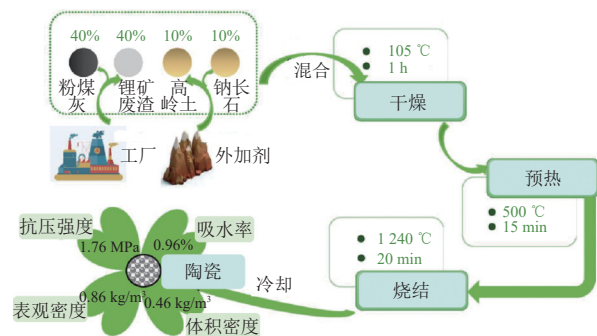 40% 40% 10% 10%
粉煤灰
锂矿废渣
高岭土
钠长石
工厂
外加剂
混合
105 ℃
1 h
干燥
预热
500 ℃
15 min
1 240 ℃
20 min
烧结
冷却
陶瓷
抗压强度
1.76 MPa
吸水率
0.96%
表观密度
0.86 kg/m³
体积密度
0.46 kg/m³